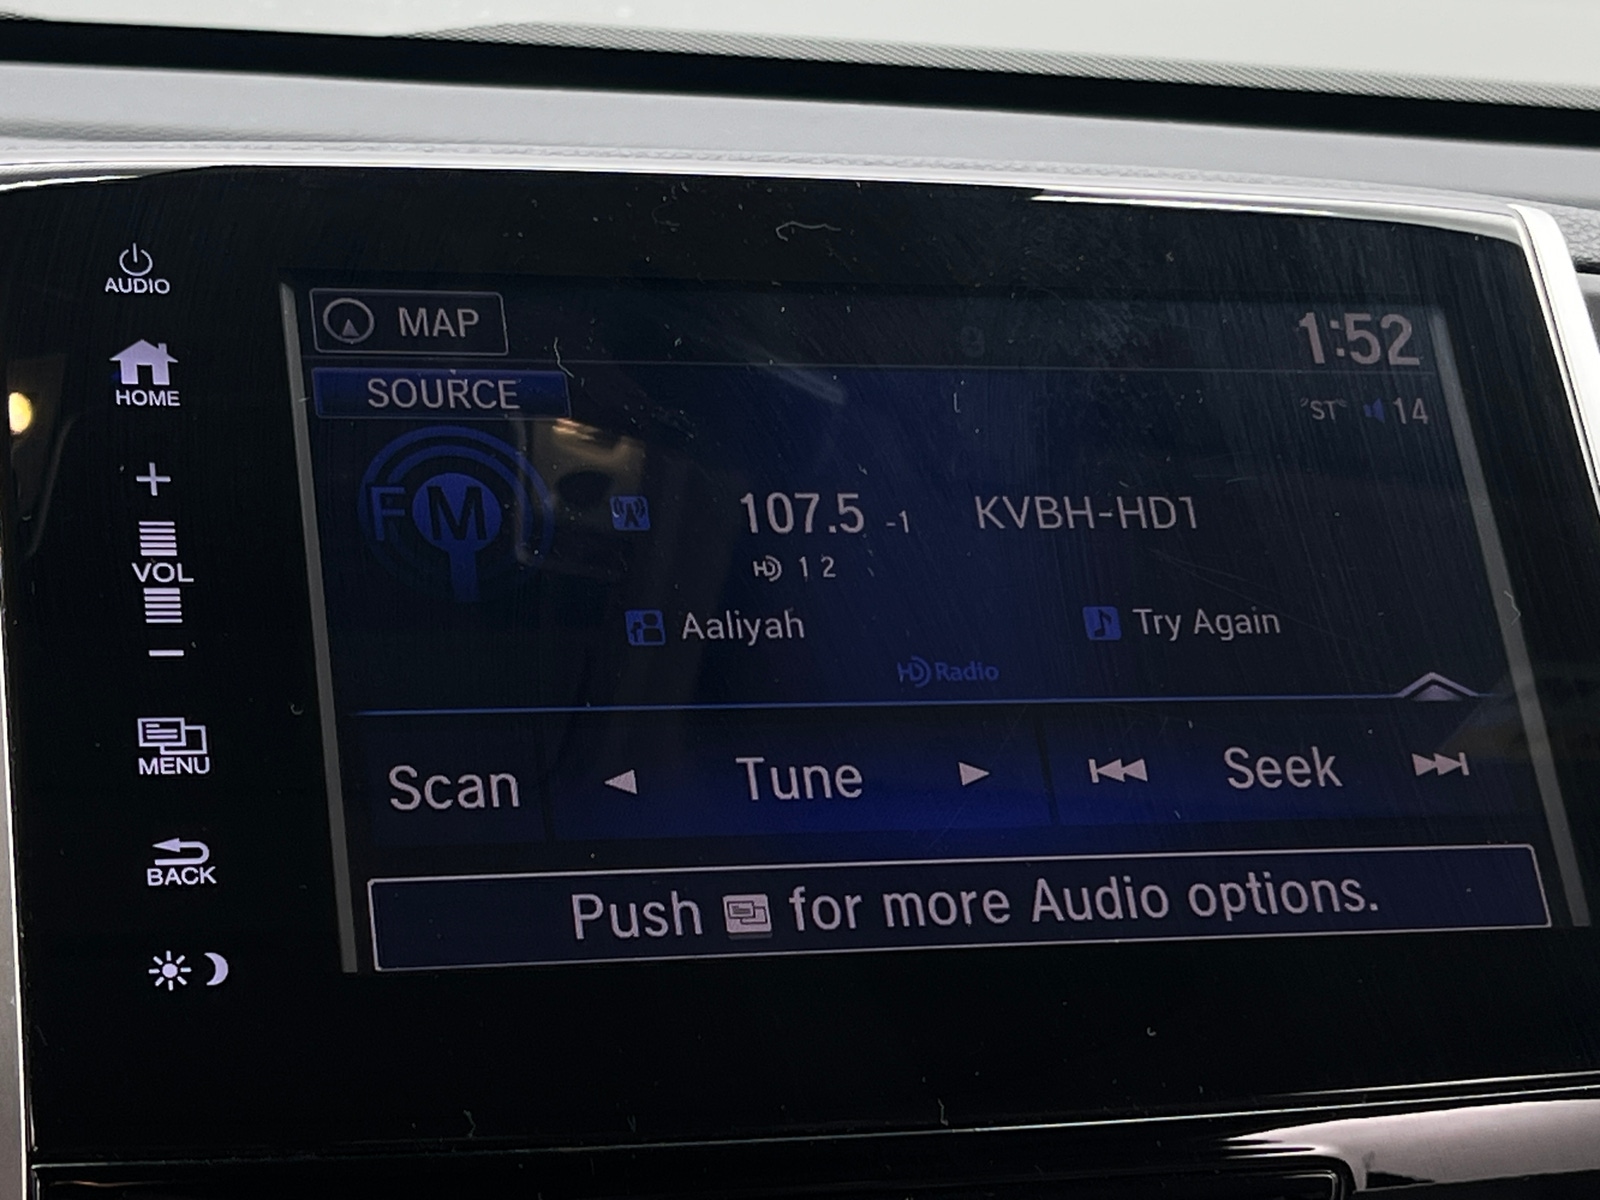 AUDIO
MAP
1:52
HOME
SOURCE
"ST" 14
FM
107.5 -1 KVBH-HD1
HD 1 2
VOL
Aaliyah Try Again
HD Radio
MENU
Scan Tune Seek
BACK
Push for more Audio options.